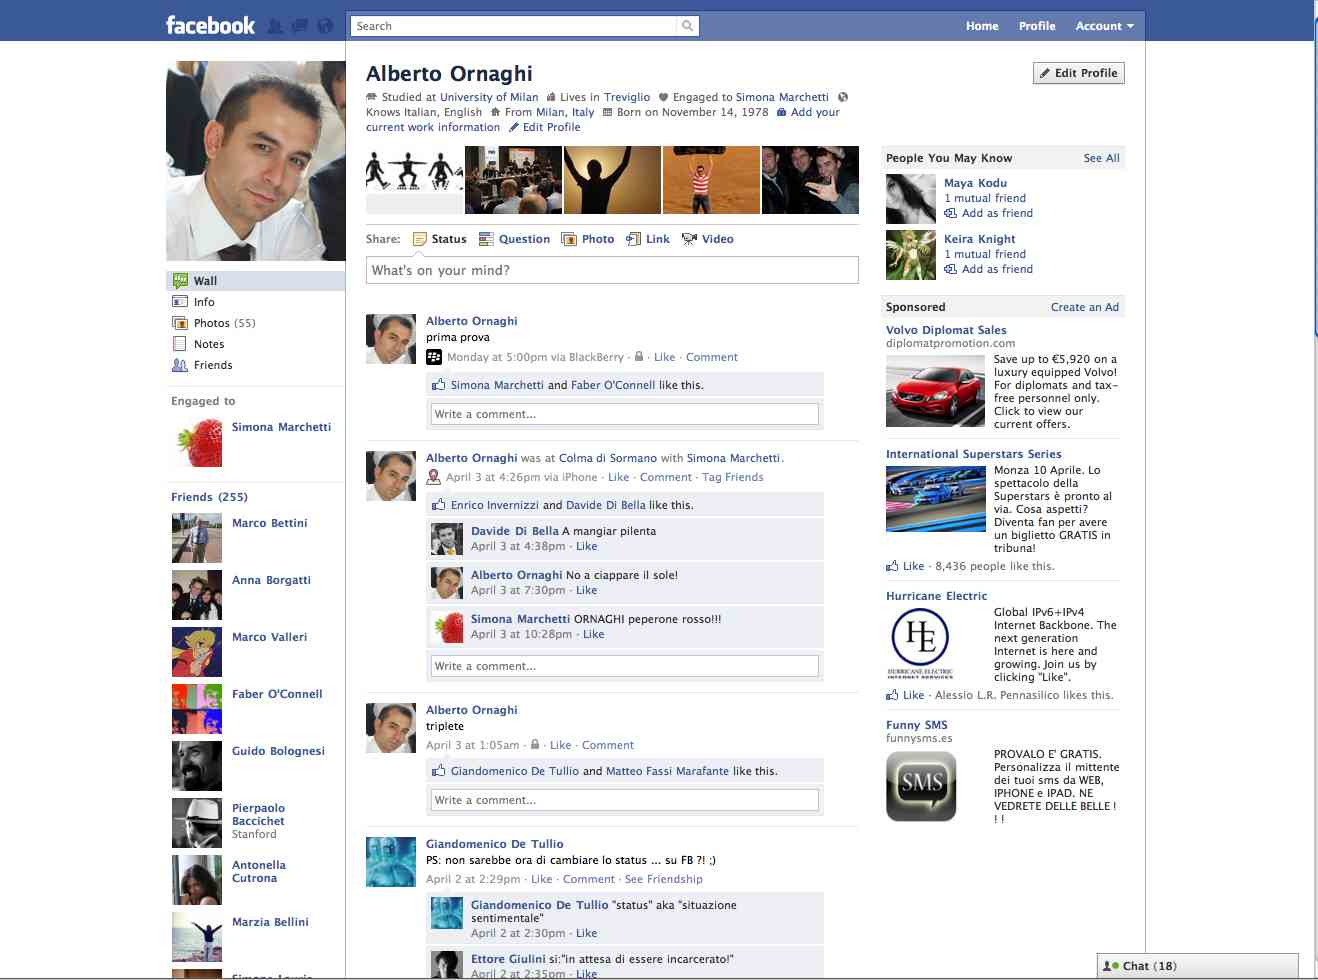 facebook
Search
Home Profile Account
Alberto Ornaghi
Edit Profile
Studied at University of Milan Lives in Treviglio Engaged to Simona Marchetti
Knows Italian, English From Milan, Italy Born on November 14, 1978 Add your
current work information Edit Profile
Share: Status Question Photo Link Video
What's on your mind?
Wall
Info
Photos (55)
Notes
Friends
Engaged to
Simona Marchetti
Friends (255)
Marco Bettini
Anna Borgatti
Marco Valleri
Faber O'Connell
Guido Bolognesi
Pierpaolo
Baccichet
Stanford
Antonella
Cutrona
Marzia Bellini
Alberto Ornaghi
prima prova
Monday at 5:00pm via BlackBerry · Like · Comment
Simona Marchetti and Faber O'Connell like this.
Write a comment...
Alberto Ornaghi was at Colma di Sormano with Simona Marchetti.
April 3 at 4:26pm via iPhone · Like · Comment · Tag Friends
Enrico Invernizzi and Davide Di Bella like this.
Davide Di Bella A mangiar pilenta
April 3 at 4:38pm · Like
Alberto Ornaghi No a ciappare il sole!
April 3 at 7:30pm · Like
Simona Marchetti ORNAGHI peperone rosso!!!
April 3 at 10:28pm · Like
Write a comment...
Alberto Ornaghi
triplete
April 3 at 1:05am · Like · Comment
Giandomenico De Tullio and Matteo Fassi Marafante like this.
Write a comment...
Giandomenico De Tullio
PS: non sarebbe ora di cambiare lo status ... su FB ?! ;)
April 2 at 2:29pm · Like · Comment · See Friendship
Giandomenico De Tullio "status" aka "situazione
sentimentale"
April 2 at 2:30pm · Like
Ettore Giulini si:"in attesa di essere incarcerato!"
April 2 at 2:35pm · Like
People You May Know See All
Maya Kodu
1 mutual friend
Add as friend
Keira Knight
1 mutual friend
Add as friend
Sponsored Create an Ad
Volvo Diplomat Sales
diplomatpromotion.com
Save up to €5,920 on a
luxury equipped Volvo!
For diplomats and tax-
free personnel only.
Click to view our
current offers.
International Superstars Series
Monza 10 Aprile. Lo
spettacolo della
Superstars è pronto al
via. Cosa aspetti?
Diventa fan per avere
un biglietto GRATIS in
tribuna!
Like · 8,436 people like this.
Hurricane Electric
HE
HURRICANE ELECTRIC
INTERNET SERVICES
Global IPv6+IPv4
Internet Backbone. The
next generation
Internet is here and
growing. Join us by
clicking "Like".
Like · Alessio L.R. Pennasilico likes this.
Funny SMS
funnysms.es
SMS
PROVALO E' GRATIS.
Personalizza il mittente
dei tuoi sms da WEB,
IPHONE e IPAD. NE
VEDRETE DELLE BELLE !
! !
Chat (18)